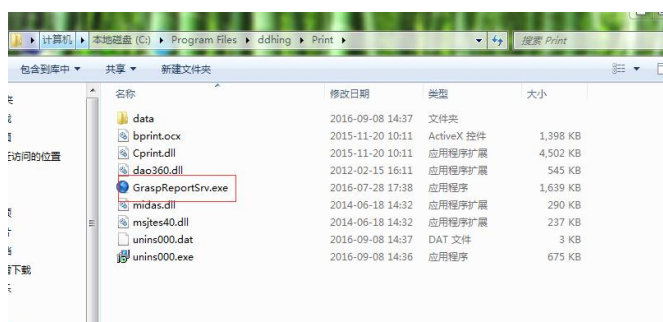 计算机 ▸ 本地磁盘 (C:) ▸ Program Files ▸ ddhing ▸ Print ▸ 搜索 Print
包含到库中 ▾ 共享 ▾ 新建文件夹
名称 修改日期 类型 大小
data 2016-09-08 14:37 文件夹
bprint.ocx 2015-11-20 10:11 ActiveX 控件 1,398 KB
Cprint.dll 2015-11-20 10:11 应用程序扩展 4,502 KB
访问的位置 dao360.dll 2012-02-15 16:11 应用程序扩展 545 KB
GraspReportSrv.exe 2016-07-28 17:38 应用程序 1,639 KB
midas.dll 2014-06-18 14:32 应用程序扩展 290 KB
msjtes40.dll 2014-06-18 14:32 应用程序扩展 237 KB
unins000.dat 2016-09-08 14:37 DAT 文件 3 KB
unins000.exe 2016-09-08 14:36 应用程序 675 KB
下载